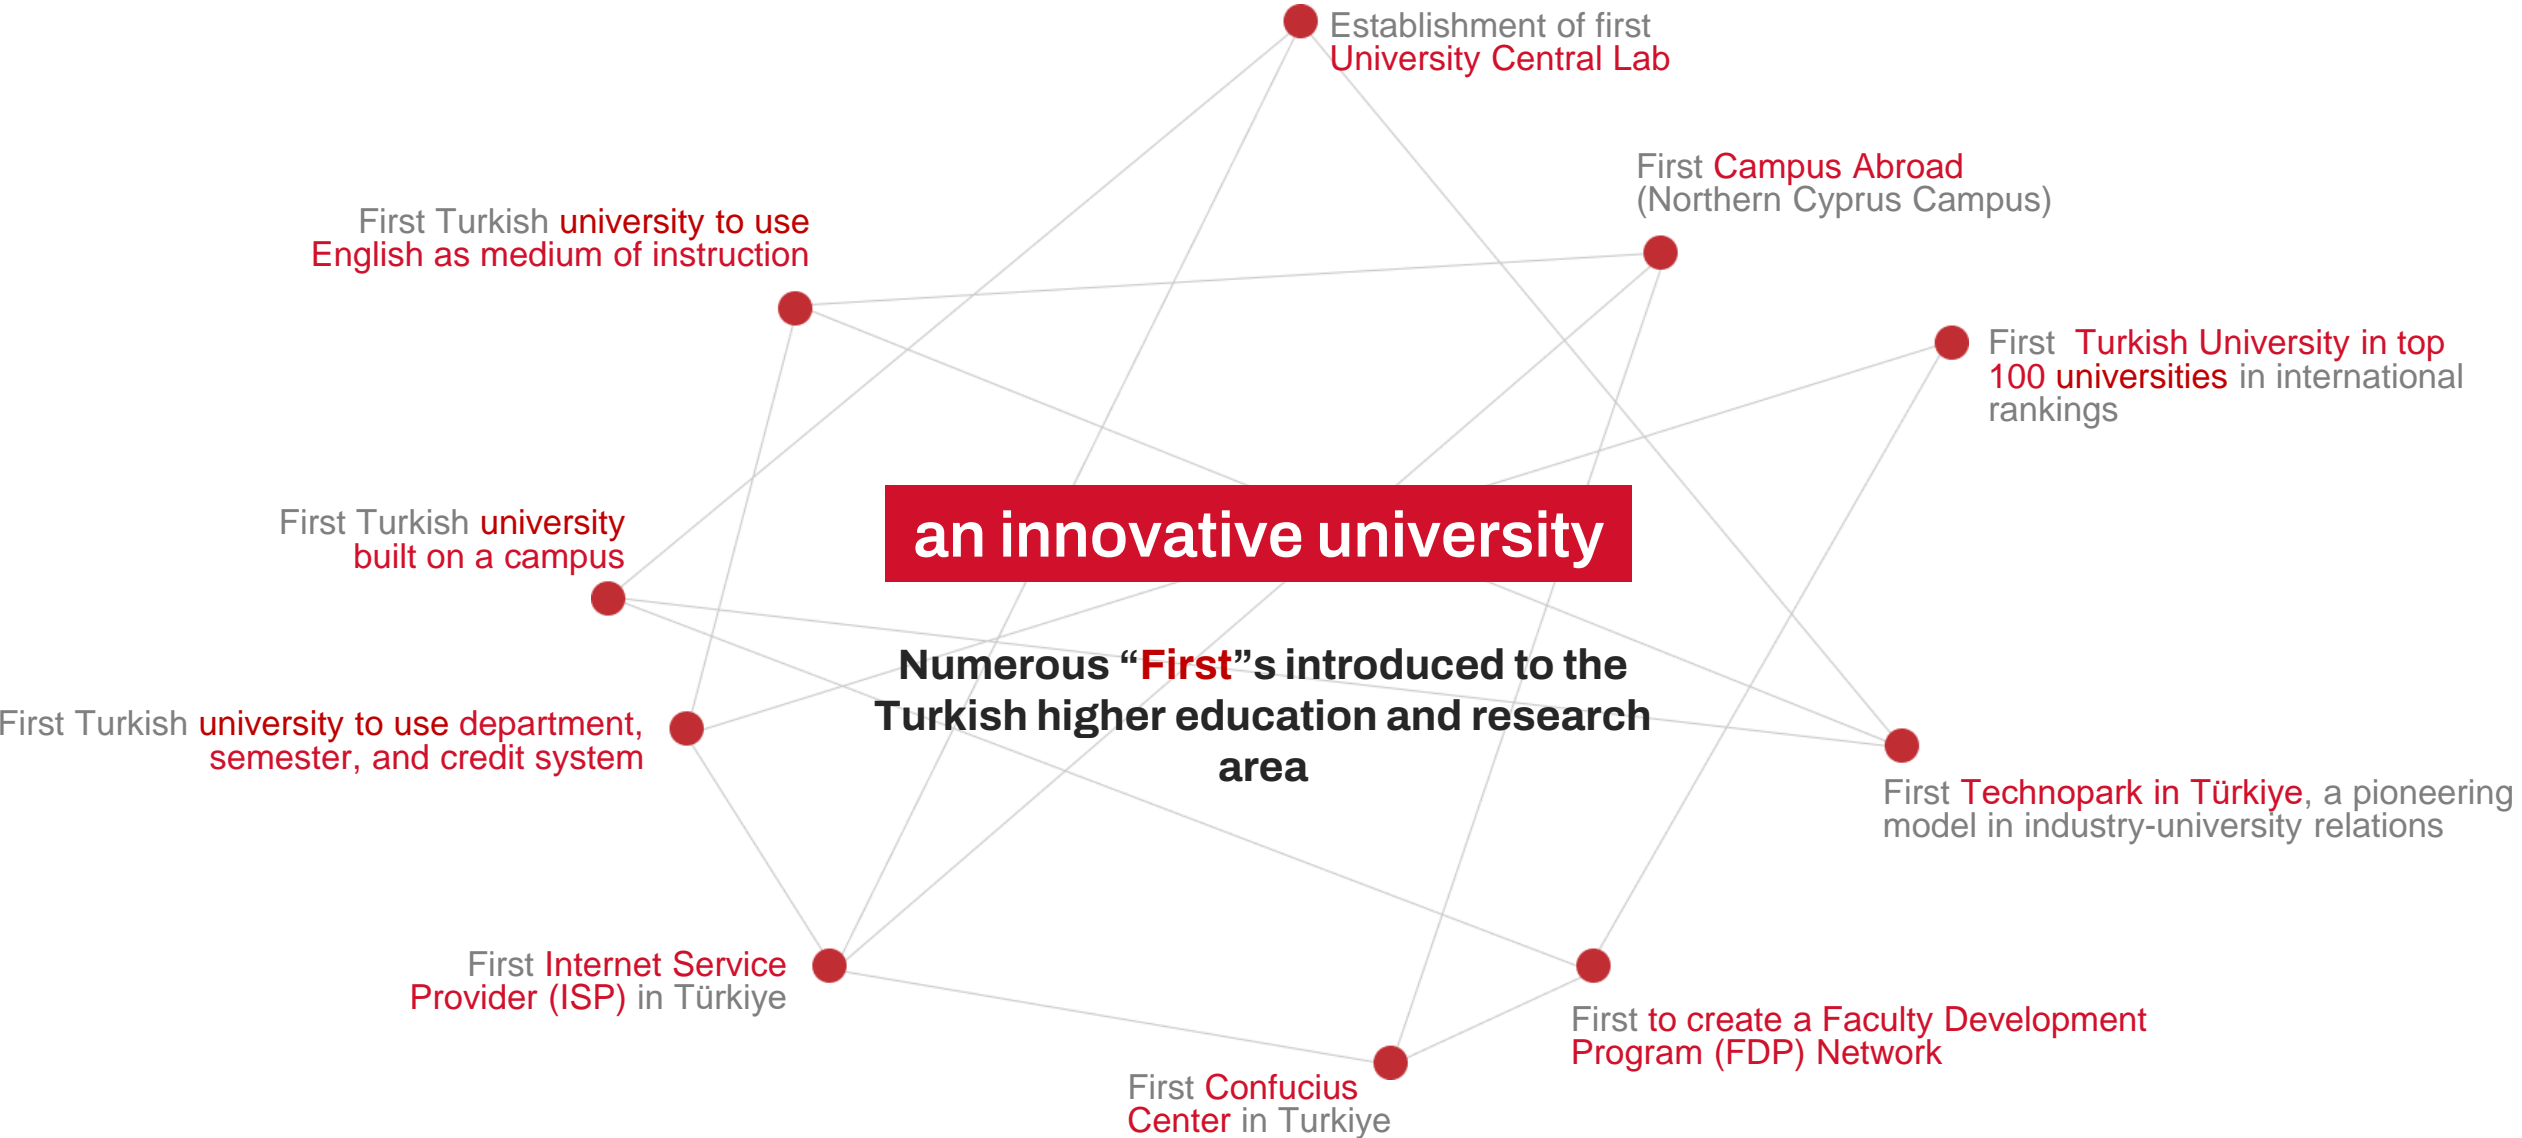 Establishment of first
University Central Lab
First Campus Abroad
(Northern Cyprus Campus)
First Turkish university to use
English as medium of instruction
First Turkish University in top
100 universities in international
rankings
First Turkish university
built on a campus
an innovative university
Numerous “First”s introduced to the
Turkish higher education and research
area
First Turkish university to use department,
semester, and credit system
First Technopark in Türkiye, a pioneering
model in industry-university relations
First Internet Service
Provider (ISP) in Türkiye
First to create a Faculty Development
Program (FDP) Network
First Confucius
Center in Turkiye